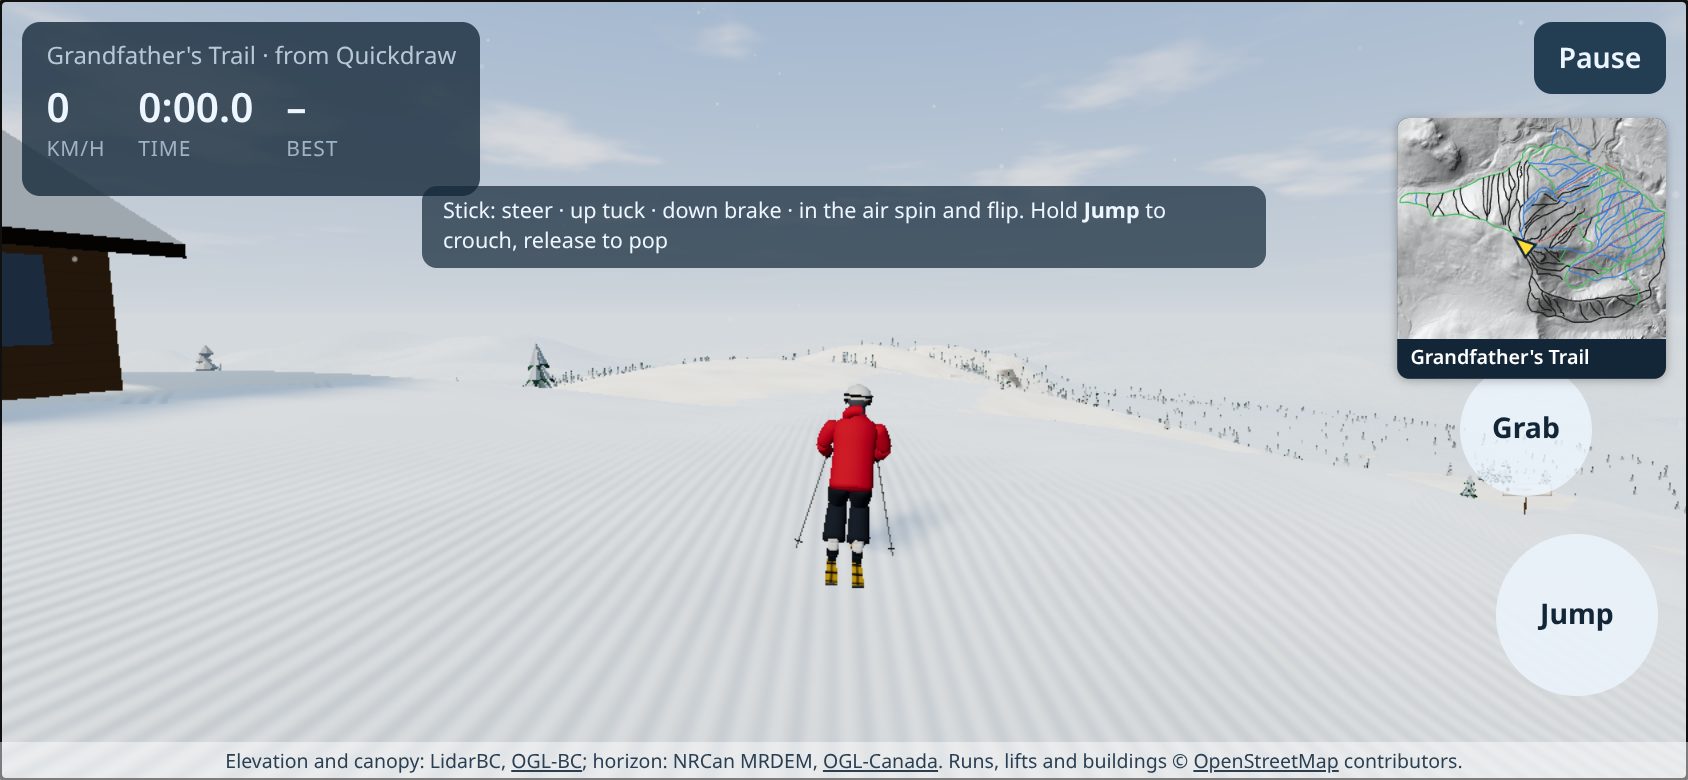 Grandfather's Trail · from Quickdraw
0 0:00.0 –
KM/H TIME BEST
Pause
Stick: steer · up tuck · down brake · in the air spin and flip. Hold Jump to
crouch, release to pop
Grandfather's Trail
Grab
Jump
Elevation and canopy: LidarBC, OGL-BC; horizon: NRCan MRDEM, OGL-Canada. Runs, lifts and buildings © OpenStreetMap contributors.